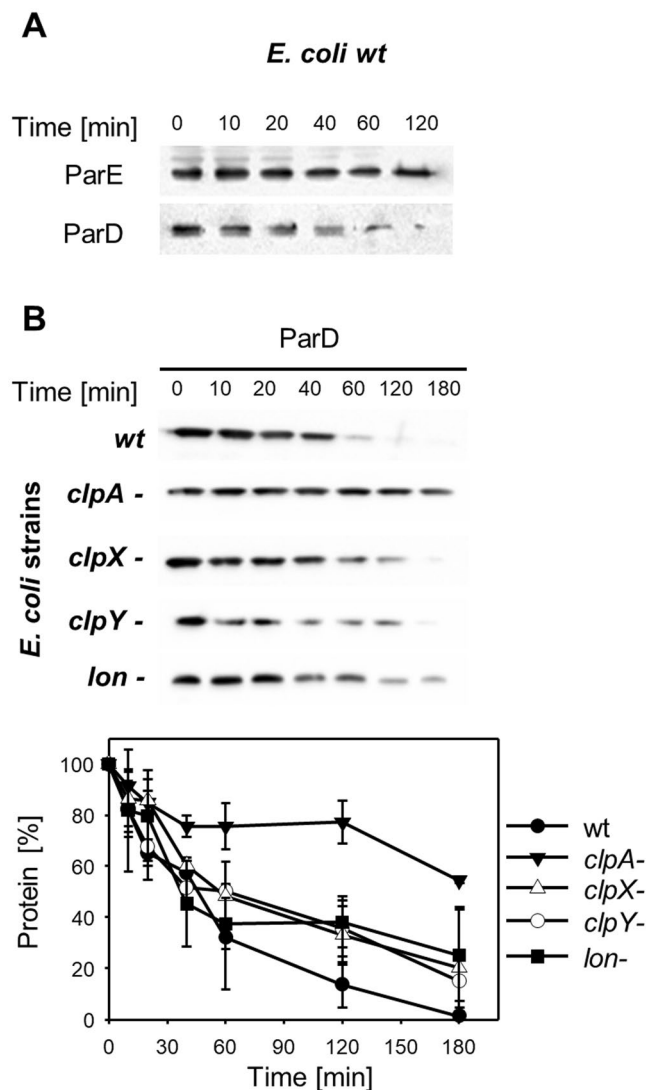 A
E. coli wt
Time [min] 0 10 20 40 60 120
ParE
ParD
B
ParD
Time [min] 0 10 20 40 60 120 180
wt
clpA -
clpX -
clpY -
lon -
E. coli strains
100
80
60
40
20
0
Protein [%]
0 30 60 90 120 150 180
Time [min]
wt
clpA-
clpX-
clpY-
lon-